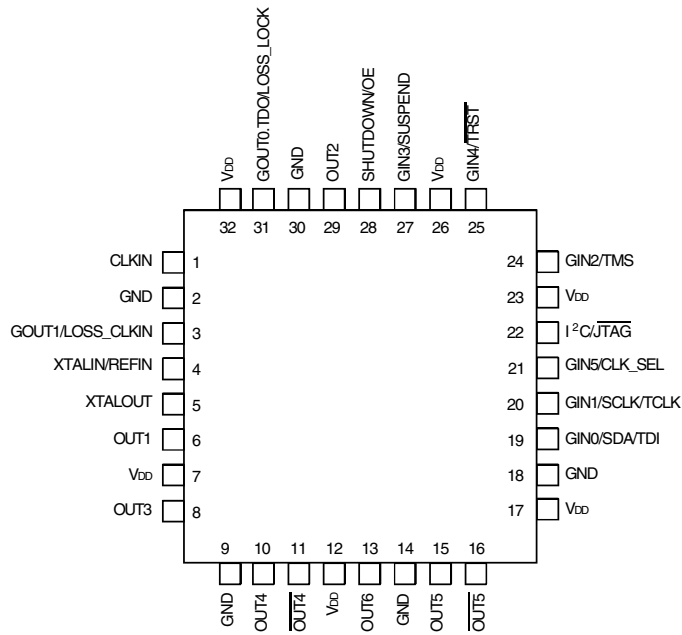 VDD
GOUT0.TDO/LOSS_LOCK
GND
OUT2
SHUTDOWN/OE
GIN3/SUSPEND
VDD
GIN4/TRST
32 31 30 29 28 27 26 25
CLKIN 1
GND 2
GOUT1/LOSS_CLKIN 3
XTALIN/REFIN 4
XTALOUT 5
OUT1 6
VDD 7
OUT3 8
24 GIN2/TMS
23 VDD
22 I²C/JTAG
21 GIN5/CLK_SEL
20 GIN1/SCLK/TCLK
19 GIN0/SDA/TDI
18 GND
17 VDD
9 10 11 12 13 14 15 16
GND
OUT4
OUT4
VDD
OUT6
GND
OUT5
OUT5